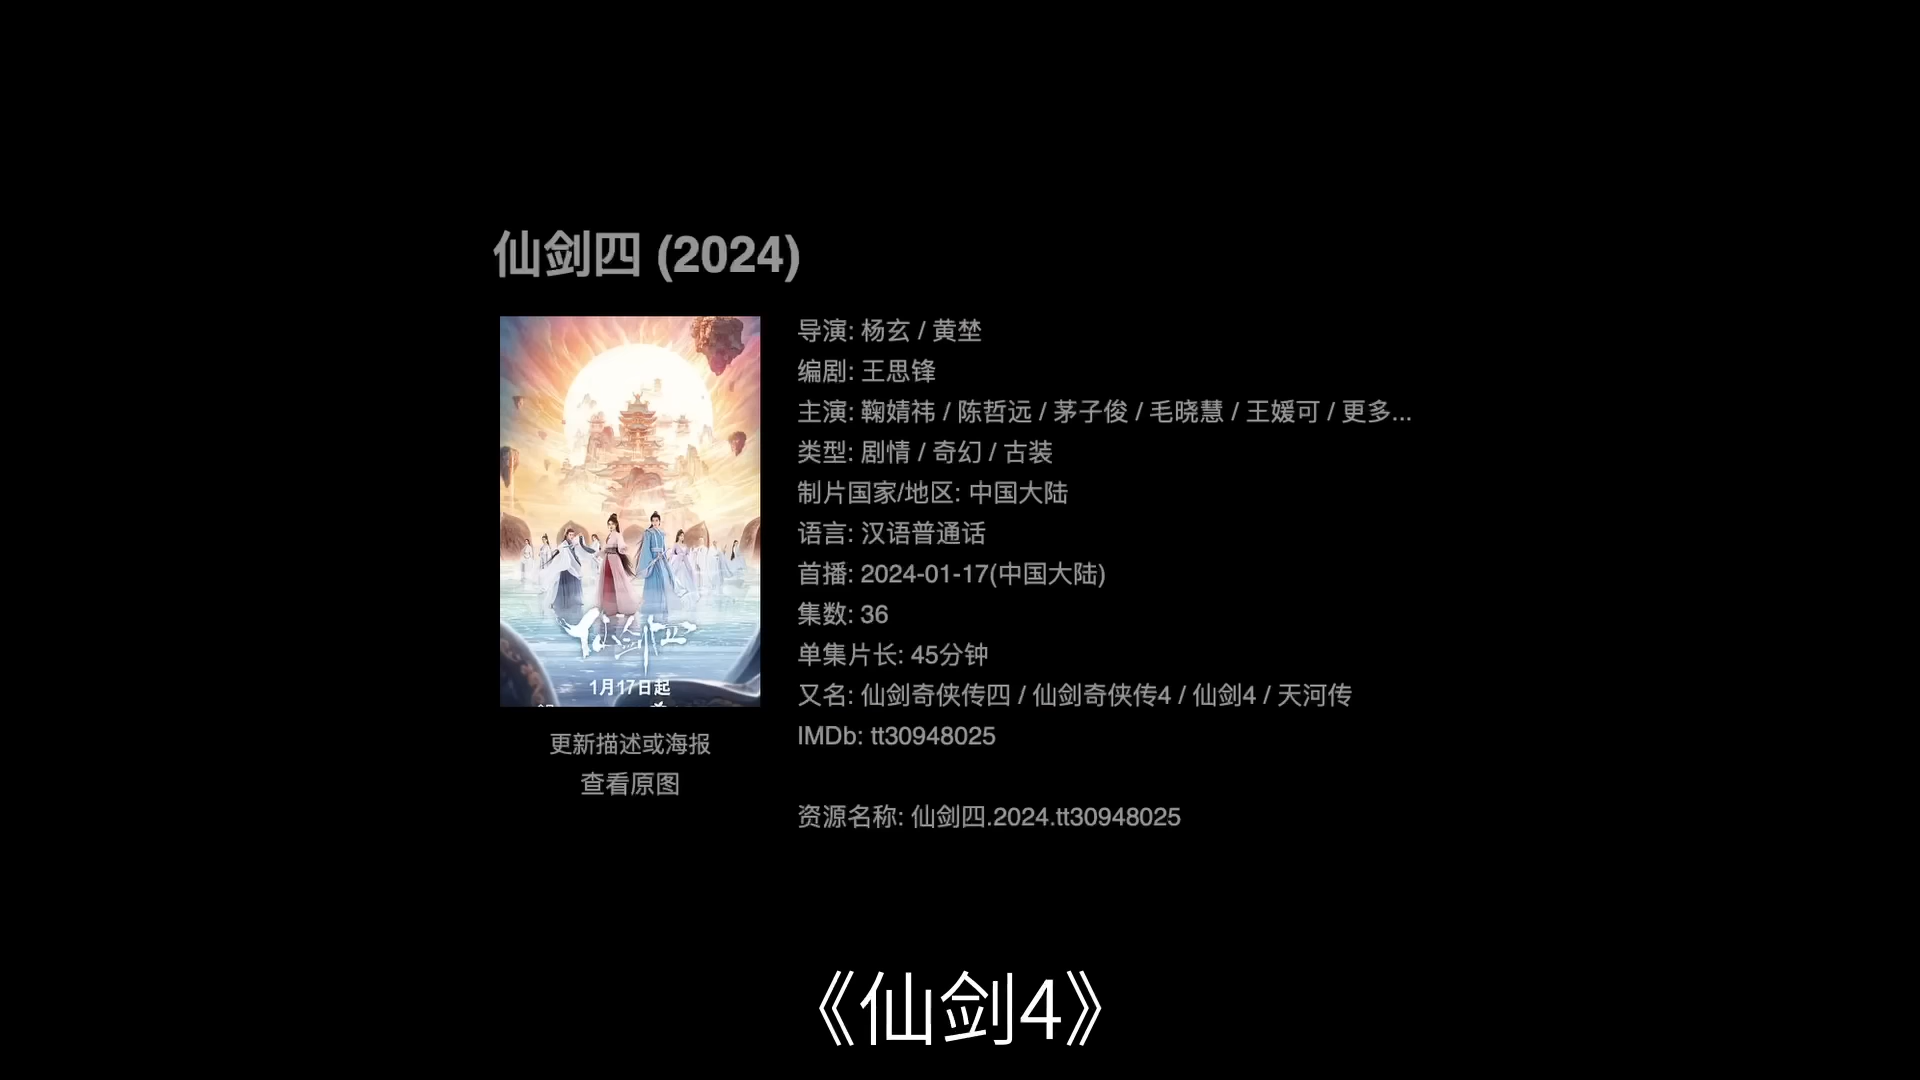 仙剑四 (2024)
仙剑四
1月17日起
更新描述或海报
查看原图
导演: 杨玄 / 黄堃
编剧: 王思锋
主演: 鞠婧祎 / 陈哲远 / 茅子俊 / 毛晓慧 / 王媛可 / 更多...
类型: 剧情 / 奇幻 / 古装
制片国家/地区: 中国大陆
语言: 汉语普通话
首播: 2024-01-17(中国大陆)
集数: 36
单集片长: 45分钟
又名: 仙剑奇侠传四 / 仙剑奇侠传4 / 仙剑4 / 天河传
IMDb: tt30948025
资源名称: 仙剑四.2024.tt30948025
《仙剑4》